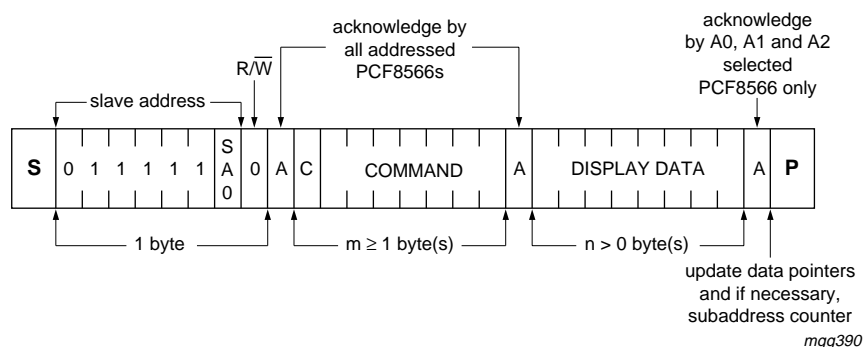 acknowledge by
all addressed
PCF8566s
acknowledge
by A0, A1 and A2
selected
PCF8566 only
R/W̅
slave address
S 0 1 1 1 1 1 SA0 0 A C COMMAND A DISPLAY DATA A P
1 byte
m ≥ 1 byte(s)
n > 0 byte(s)
update data pointers
and if necessary,
subaddress counter
mgg390